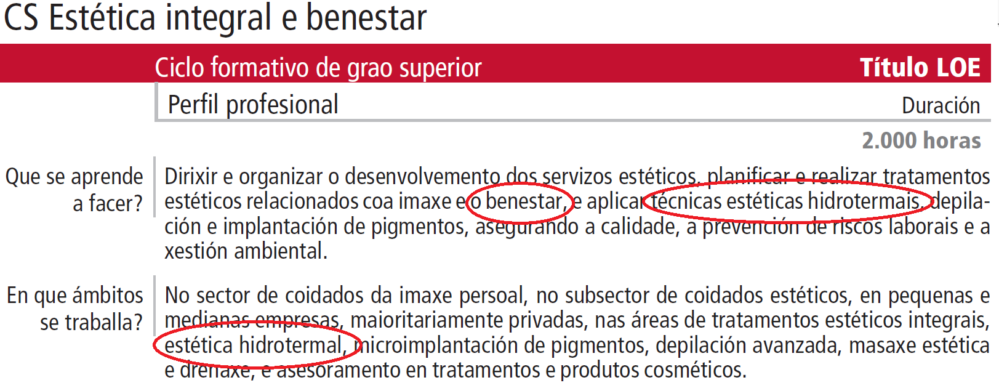 CS Estética integral e benestar
Ciclo formativo de grao superior Título LOE
Perfil profesional Duración
2.000 horas
Que se aprende
a facer?
Dirixir e organizar o desenvolvemento dos servizos estéticos, planificar e realizar tratamentos
estéticos relacionados coa imaxe e o benestar, e aplicar técnicas estéticas hidrotermais, depila-
ción e implantación de pigmentos, asegurando a calidade, a prevención de riscos laborais e a
xestión ambiental.
En que ámbitos
se traballa?
No sector de coidados da imaxe persoal, no subsector de coidados estéticos, en pequenas e
medianas empresas, maioritariamente privadas, nas áreas de tratamentos estéticos integrais,
estética hidrotermal, microimplantación de pigmentos, depilación avanzada, masaxe estética
e drenaxe, e asesoramento en tratamentos e produtos cosméticos.